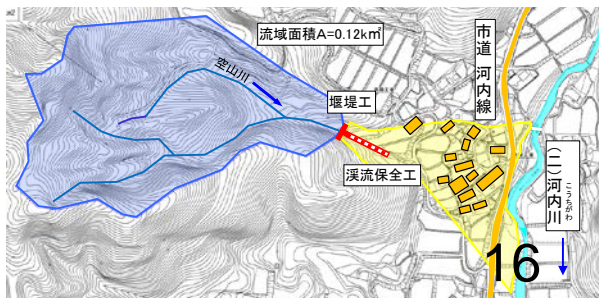 流域面積A=0.12k㎡
空山川
堰堤工
渓流保全工
市道 河内線
(二)河内川
こうちがわ
16